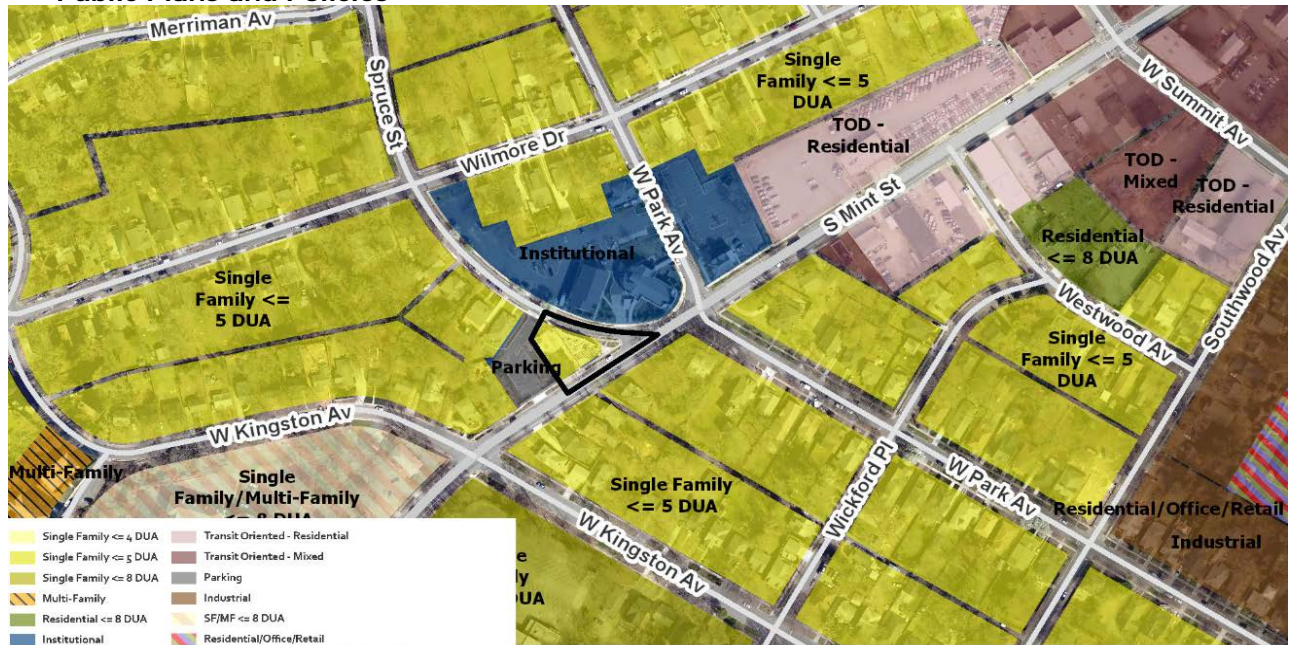 Merriman Av
Spruce St
Single
Family <= 5
DUA
W Summit Av
Wilmore Dr
W Park Av
TOD -
Residential
S Mint St
TOD -
Mixed
TOD -
Residential
Institutional
Residential
<= 8 DUA
Southwood Av
Westwood Av
Single
Family <=
5 DUA
Single
Family <= 5
DUA
Parking
W Kingston Av
Multi-Family
Single
Family/Multi-Family
<= 8 DUA
Single Family
<= 5 DUA
Wickford Pl
W Park Av
Residential/Office/Retail
Industrial
W Kingston Av
DUA
Single Family <= 4 DUA
Single Family <= 5 DUA
Single Family <= 8 DUA
Multi-Family
Residential <= 8 DUA
Institutional
Transit Oriented - Residential
Transit Oriented - Mixed
Parking
Industrial
SF/MF <= 8 DUA
Residential/Office/Retail